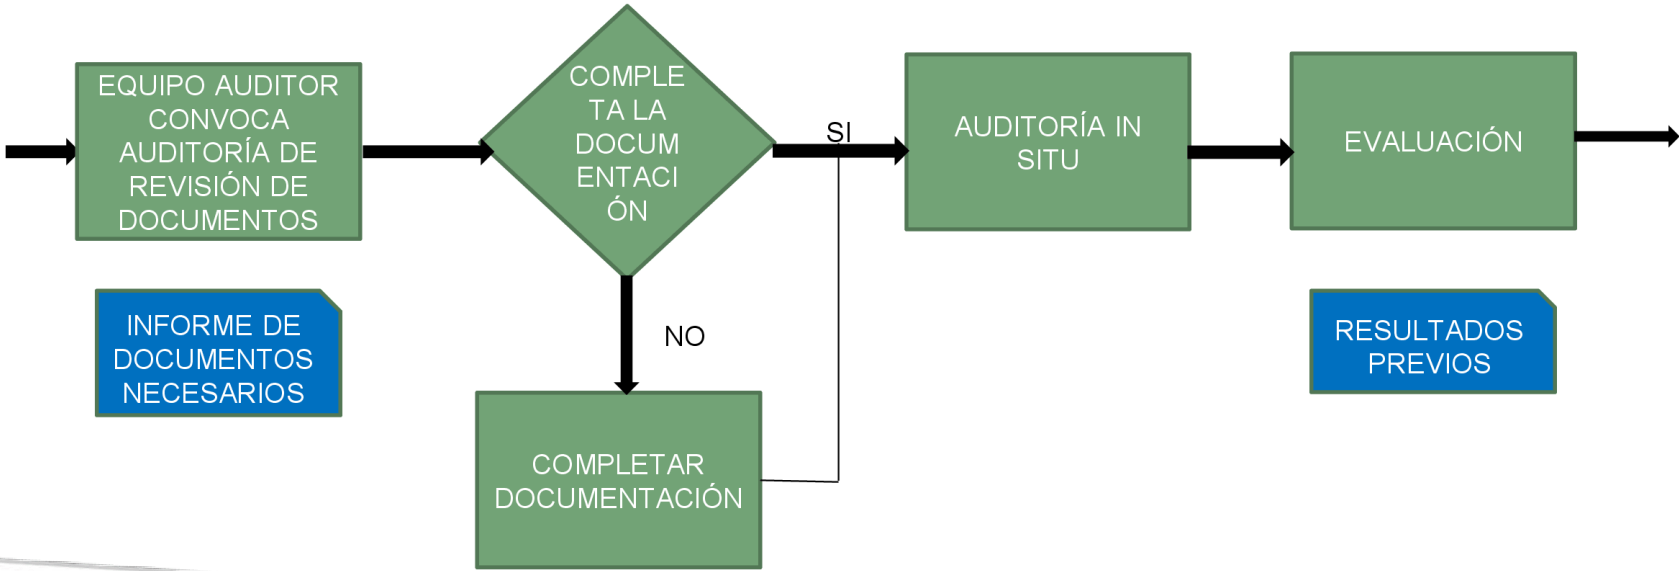 EQUIPO AUDITOR
CONVOCA
AUDITORÍA DE
REVISIÓN DE
DOCUMENTOS
COMPLE
TA LA
DOCUM
ENTACI
ÓN
SI
AUDITORÍA IN
SITU
EVALUACIÓN
INFORME DE
DOCUMENTOS
NECESARIOS
NO
RESULTADOS
PREVIOS
COMPLETAR
DOCUMENTACIÓN